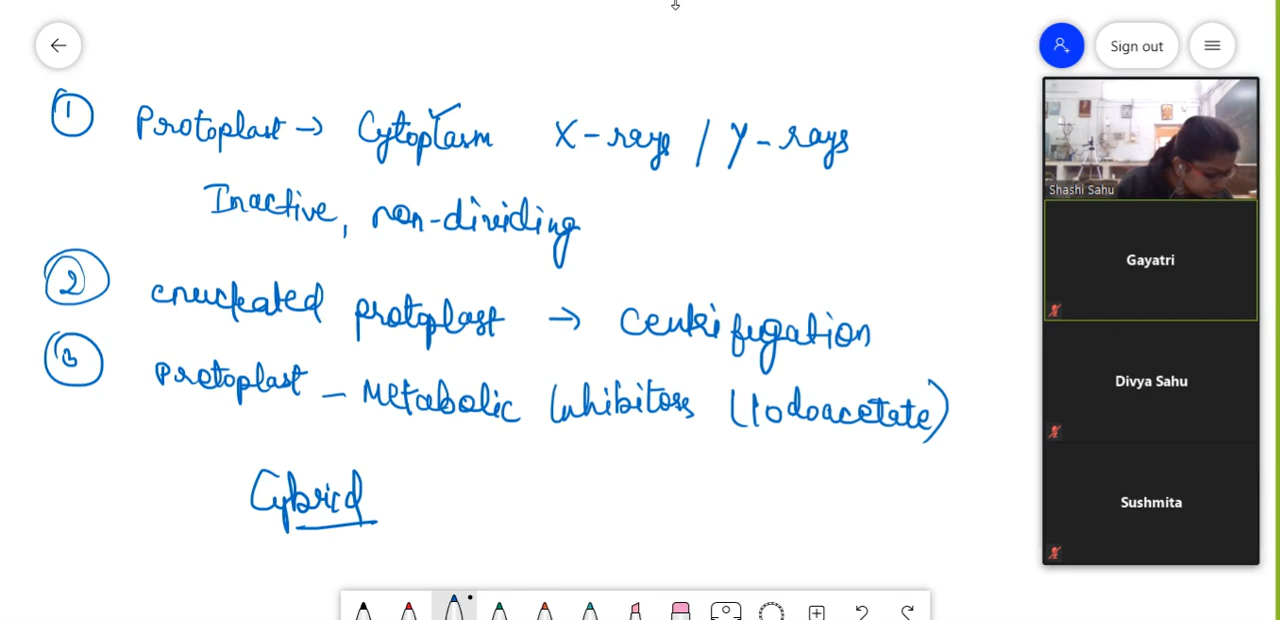 Sign out
① Protoplast → Cytoplasm X-rays / γ-rays
Inactive, non-dividing
② enucleated protoplast → Centrifugation
③ Protoplast – Metabolic Inhibitors (Iodoacetate)
Cybrid
Shashi Sahu
Gayatri
Divya Sahu
Sushmita